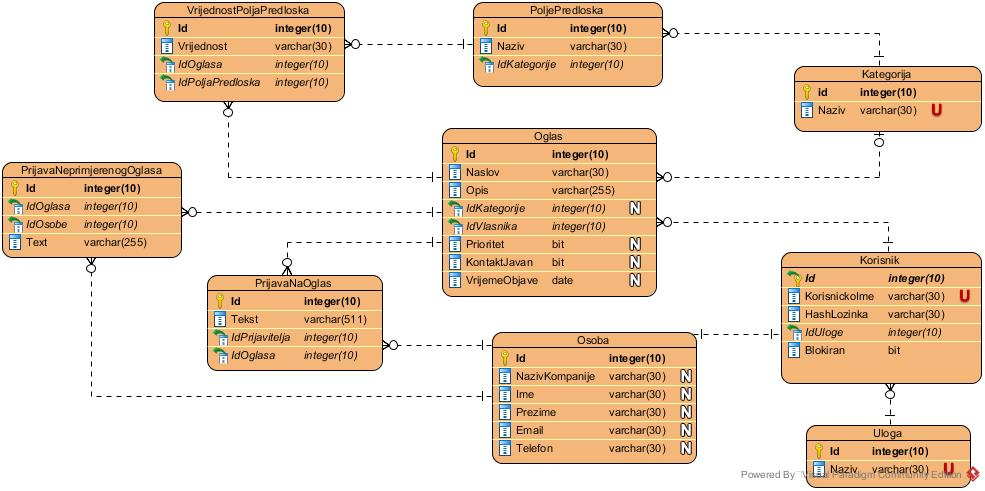 VrijednostPoljaPredloska
Id integer(10)
Vrijednost varchar(30)
IdOglasa integer(10)
IdPoljaPredloska integer(10)
PoljePredloska
Id integer(10)
Naziv varchar(30)
IdKategorije integer(10)
Kategorija
id integer(10)
Naziv varchar(30) U
Oglas
Id integer(10)
Naslov varchar(30)
Opis varchar(255)
IdKategorije integer(10) N
IdVlasnika integer(10)
Prioritet bit N
KontaktJavan bit N
VrijemeObjave date N
PrijavaNeprimjerenogOglasa
Id integer(10)
IdOglasa integer(10)
IdOsobe integer(10)
Text varchar(255)
PrijavaNaOglas
Id integer(10)
Tekst varchar(511)
IdPrijavitelja integer(10)
IdOglasa integer(10)
Korisnik
Id integer(10)
KorisnickoIme varchar(30) U
HashLozinka varchar(30)
IdUloge integer(10)
Blokiran bit
Osoba
Id integer(10)
NazivKompanije varchar(30) N
Ime varchar(30) N
Prezime varchar(30) N
Email varchar(30) N
Telefon varchar(30) N
Uloga
Id integer(10)
Naziv varchar(30) U
Powered By Visual Paradigm Community Edition